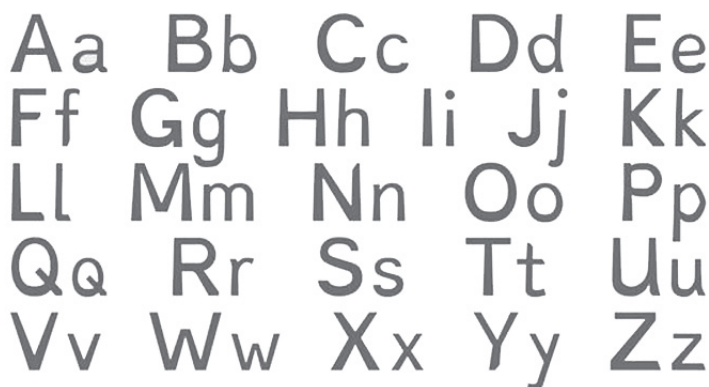 Aa Bb Cc Dd Ee
Ff Gg Hh Ii Jj Kk
Ll Mm Nn Oo Pp
QQ Rr Ss Tt Uu
Vv Ww Xx Yy Zz